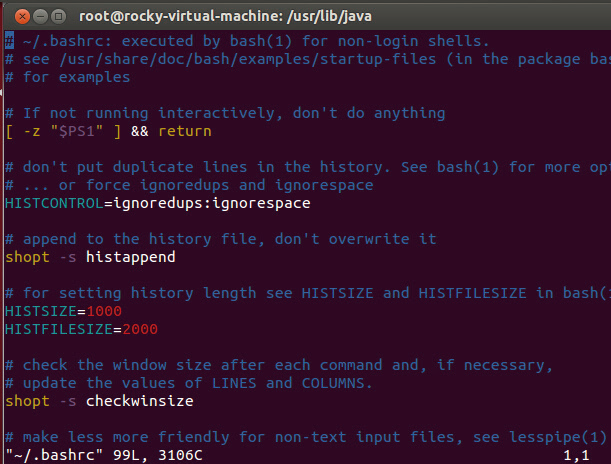 root@rocky-virtual-machine: /usr/lib/java
# ~/.bashrc: executed by bash(1) for non-login shells.
# see /usr/share/doc/bash/examples/startup-files (in the package bas
# for examples
# If not running interactively, don't do anything
[ -z "$PS1" ] && return
# don't put duplicate lines in the history. See bash(1) for more opt
# ... or force ignoredups and ignorespace
HISTCONTROL=ignoredups:ignorespace
# append to the history file, don't overwrite it
shopt -s histappend
# for setting history length see HISTSIZE and HISTFILESIZE in bash(1
HISTSIZE=1000
HISTFILESIZE=2000
# check the window size after each command and, if necessary,
# update the values of LINES and COLUMNS.
shopt -s checkwinsize
# make less more friendly for non-text input files, see lesspipe(1)
"~/.bashrc" 99L, 3106C 1,1